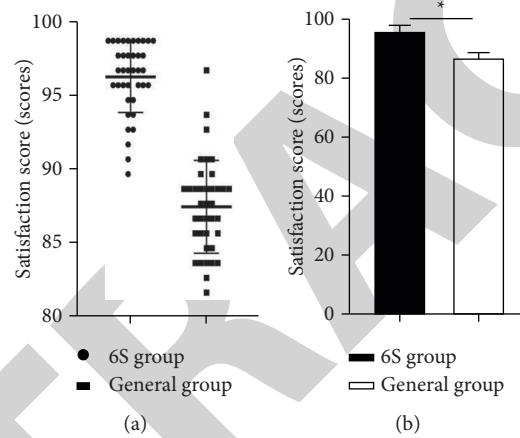 100
95
90
85
80
Satisfaction score (scores)
6S group
General group
(a)
*
100
80
60
40
20
0
Satisfaction score (scores)
6S group
General group
(b)